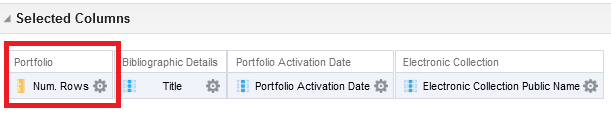 Selected Columns
Portfolio Bibliographic Details Portfolio Activation Date Electronic Collection
Num. Rows Title Portfolio Activation Date Electronic Collection Public Name